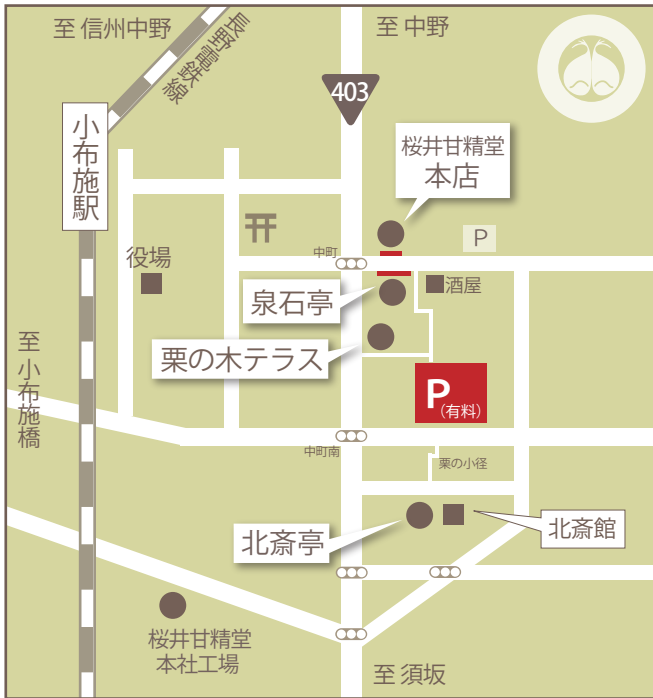 至 信州中野
長野電鉄線
至 中野
403
小布施駅
桜井甘精堂
本店
P
役場
中町
酒屋
泉石亭
栗の木テラス
至 小布施橋
P
(有料)
中町南
栗の小径
北斎亭
北斎館
桜井甘精堂
本社工場
至 須坂